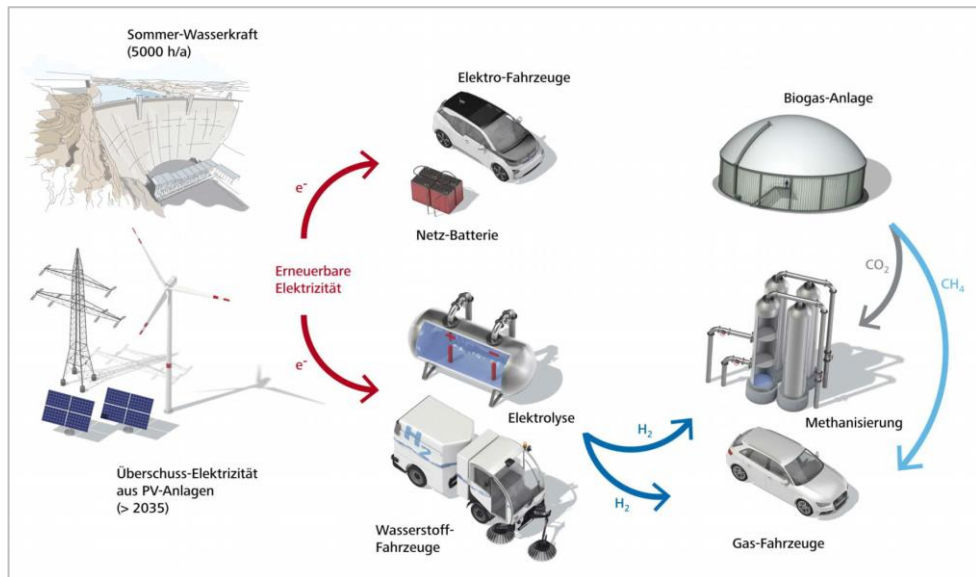 Sommer-Wasserkraft
(5000 h/a)
Elektro-Fahrzeuge
Biogas-Anlage
e⁻
Netz-Batterie
CO₂
CH₄
Erneuerbare
Elektrizität
e⁻
+ −
Elektrolyse
Methanisierung
H₂
H₂
H₂
Überschuss-Elektrizität
aus PV-Anlagen
(> 2035)
Wasserstoff-
Fahrzeuge
Gas-Fahrzeuge